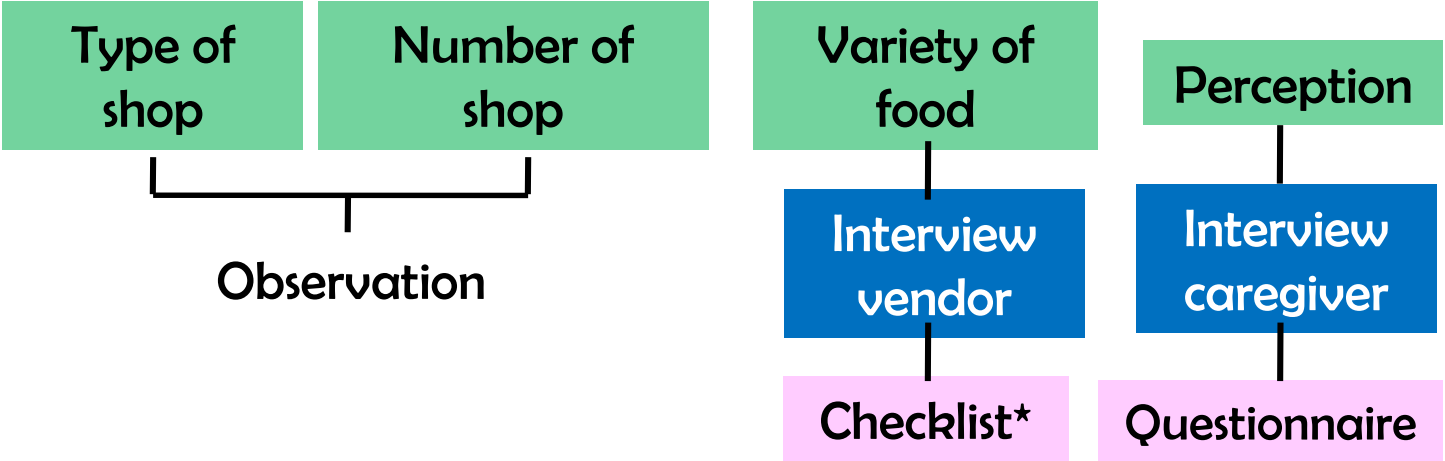 Type of
shop
Number of
shop
Variety of
food
Perception
Observation
Interview
vendor
Interview
caregiver
Checklist*
Questionnaire